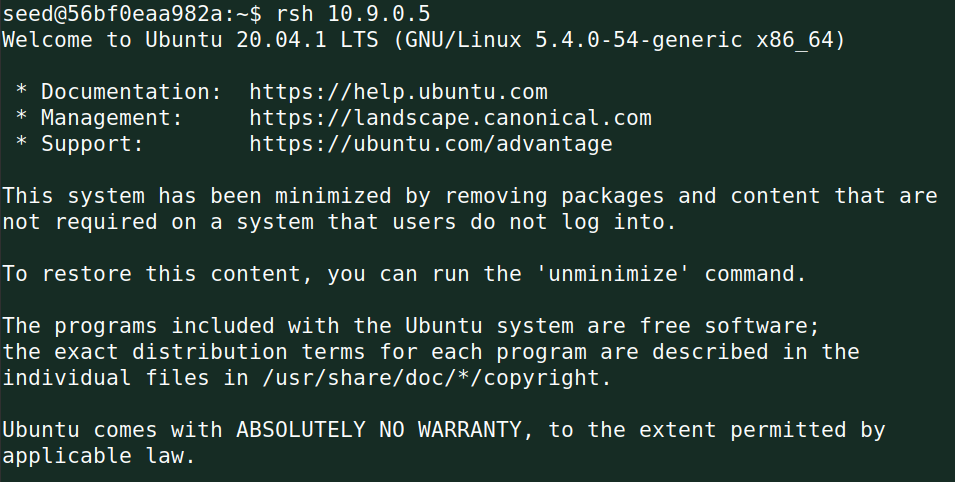 seed@56bf0eaa982a:~$ rsh 10.9.0.5
Welcome to Ubuntu 20.04.1 LTS (GNU/Linux 5.4.0-54-generic x86_64)
* Documentation:  https://help.ubuntu.com
* Management:     https://landscape.canonical.com
* Support:        https://ubuntu.com/advantage
This system has been minimized by removing packages and content that are
not required on a system that users do not log into.
To restore this content, you can run the 'unminimize' command.
The programs included with the Ubuntu system are free software;
the exact distribution terms for each program are described in the
individual files in /usr/share/doc/*/copyright.
Ubuntu comes with ABSOLUTELY NO WARRANTY, to the extent permitted by
applicable law.